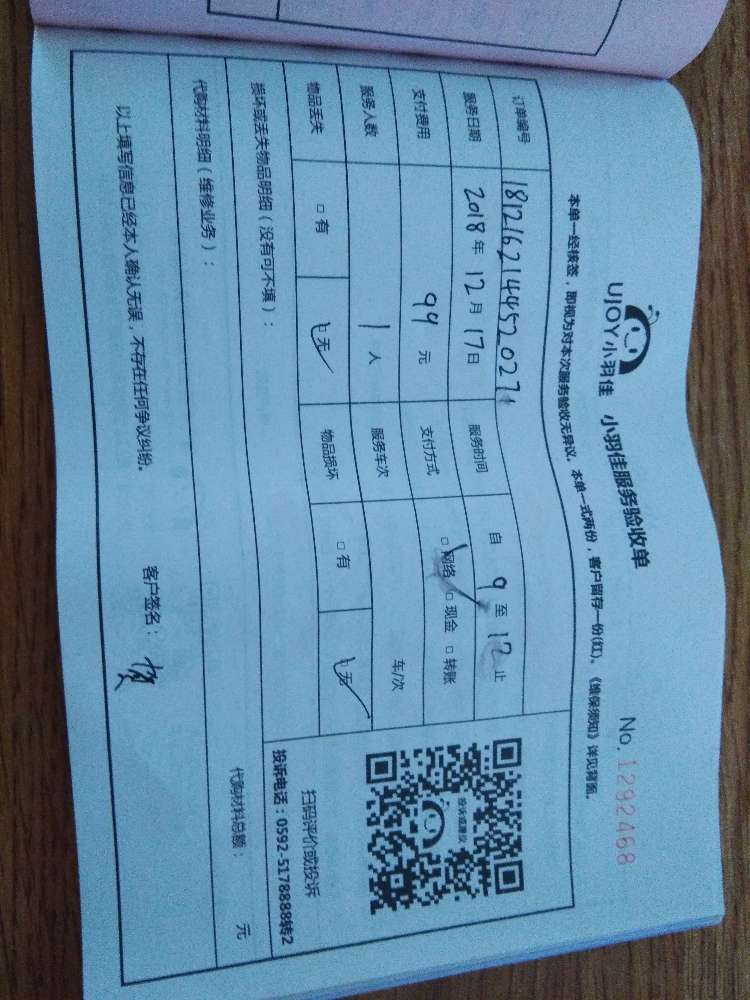 UJOY小羽佳 小羽佳服务验收单
No. 1292468
本单一经核签，即视为对本次服务验收无异议。本单一式两份，客户留存一份(红)。《维保须知》详见背面。
订单编号 181216214452027
服务日期 2018 年 12 月 17 日 服务时间 自 9 至 12 止
支付费用 99 元 支付方式 □ 网络 □ 现金 □ 转账
服务人数 1 人 服务车次 车/次
物品丢失 □ 有 □ 无 物品损坏 □ 有 □ 无
投诉或建议
扫码评价或投诉
投诉电话：0592-5178888转2
损坏或丢失物品明细（没有可不填）：
代购材料明细（维修业务）：
代购材料总额： 元
以上填写信息已经本人确认无误，不存在任何争议纠纷。 客户签名：